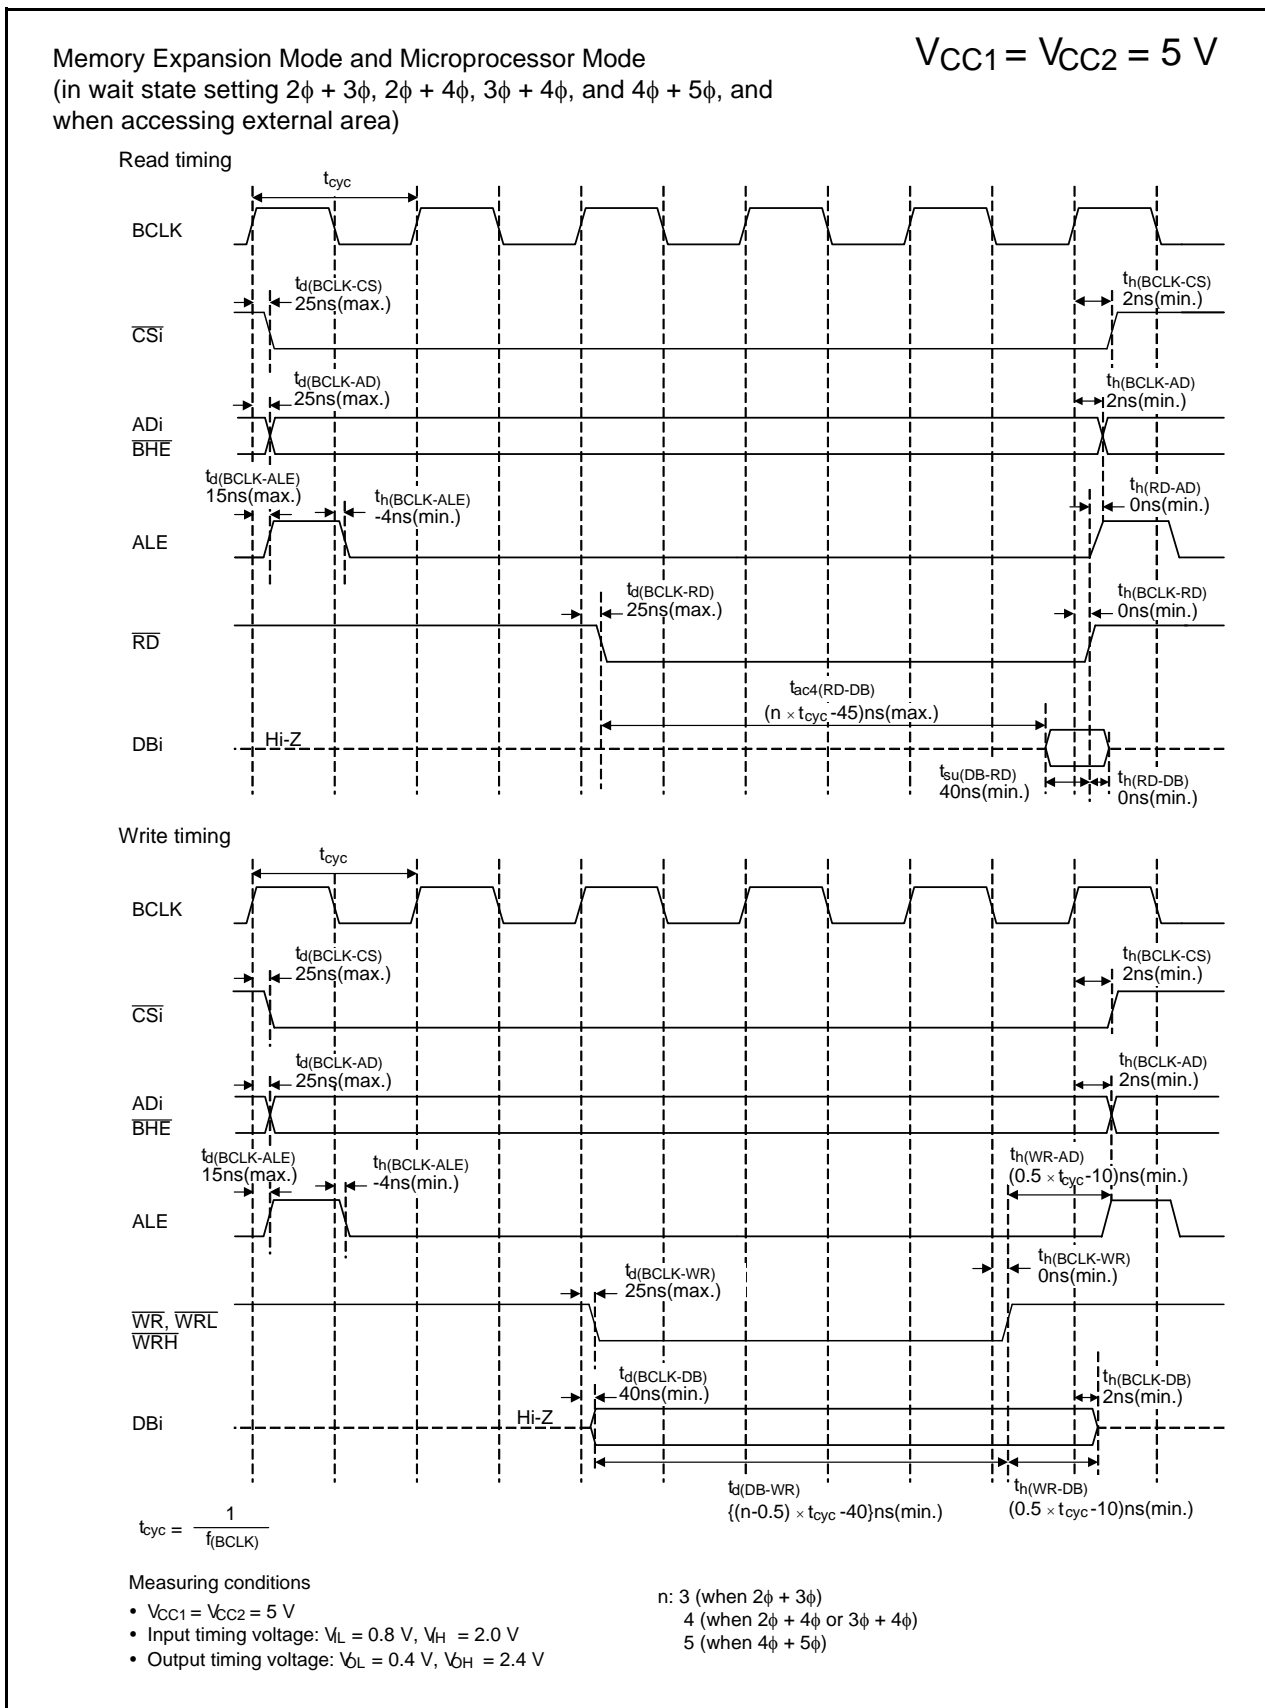 Memory Expansion Mode and Microprocessor Mode
(in wait state setting 2ϕ + 3ϕ, 2ϕ + 4ϕ, 3ϕ + 4ϕ, and 4ϕ + 5ϕ, and
when accessing external area)
VCC1 = VCC2 = 5 V
Read timing
tcyc
BCLK
td(BCLK-CS)
25ns(max.)
th(BCLK-CS)
2ns(min.)
CSi
td(BCLK-AD)
25ns(max.)
th(BCLK-AD)
2ns(min.)
ADi
BHE
td(BCLK-ALE)
15ns(max.)
th(BCLK-ALE)
-4ns(min.)
th(RD-AD)
0ns(min.)
ALE
td(BCLK-RD)
25ns(max.)
th(BCLK-RD)
0ns(min.)
RD
tac4(RD-DB)
(n × tcyc -45)ns(max.)
DBi
Hi-Z
tsu(DB-RD)
40ns(min.)
th(RD-DB)
0ns(min.)
Write timing
tcyc
BCLK
td(BCLK-CS)
25ns(max.)
th(BCLK-CS)
2ns(min.)
CSi
td(BCLK-AD)
25ns(max.)
th(BCLK-AD)
2ns(min.)
ADi
BHE
td(BCLK-ALE)
15ns(max.)
th(BCLK-ALE)
-4ns(min.)
th(WR-AD)
(0.5 × tcyc -10)ns(min.)
ALE
td(BCLK-WR)
25ns(max.)
th(BCLK-WR)
0ns(min.)
WR, WRL
WRH
td(BCLK-DB)
40ns(min.)
th(BCLK-DB)
2ns(min.)
DBi
Hi-Z
td(DB-WR)
{(n-0.5) × tcyc -40}ns(min.)
th(WR-DB)
(0.5 × tcyc -10)ns(min.)
tcyc = 1
f(BCLK)
Measuring conditions
• VCC1 = VCC2 = 5 V
• Input timing voltage: VIL = 0.8 V, VIH = 2.0 V
• Output timing voltage: VOL = 0.4 V, VOH = 2.4 V
n: 3 (when 2ϕ + 3ϕ)
4 (when 2ϕ + 4ϕ or 3ϕ + 4ϕ)
5 (when 4ϕ + 5ϕ)